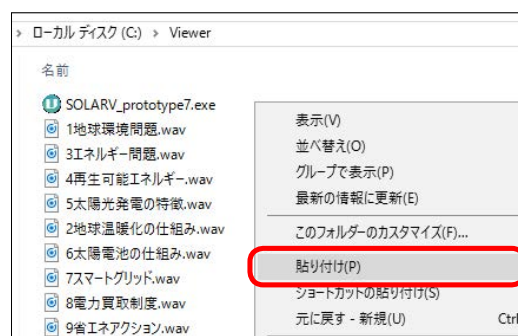 › ローカル ディスク (C:) › Viewer
名前
SOLARV_prototype7.exe
1地球環境問題.wav
3エネルギー問題.wav
4再生可能エネルギー.wav
5太陽光発電の特徴.wav
2地球温暖化の仕組み.wav
6太陽電池の仕組み.wav
7スマートグリッド.wav
8電力買取制度.wav
9省エネアクション.wav
表示(V)
並べ替え(O)
グループで表示(P)
最新の情報に更新(E)
このフォルダーのカスタマイズ(F)...
貼り付け(P)
ショートカットの貼り付け(S)
元に戻す - 新規(U) Ctrl